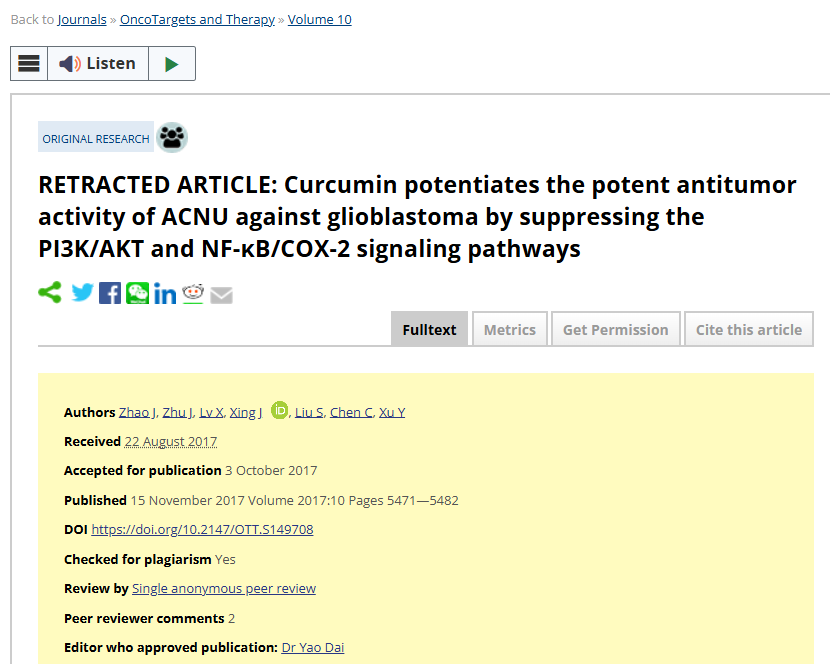 Back to Journals » OncoTargets and Therapy » Volume 10
Listen
ORIGINAL RESEARCH
RETRACTED ARTICLE: Curcumin potentiates the potent antitumor
activity of ACNU against glioblastoma by suppressing the
PI3K/AKT and NF-κB/COX-2 signaling pathways
in
Fulltext Metrics Get Permission Cite this article
Authors Zhao J, Zhu J, Lv X, Xing J iD, Liu S, Chen C, Xu Y
Received 22 August 2017
Accepted for publication 3 October 2017
Published 15 November 2017 Volume 2017:10 Pages 5471—5482
DOI https://doi.org/10.2147/OTT.S149708
Checked for plagiarism Yes
Review by Single anonymous peer review
Peer reviewer comments 2
Editor who approved publication: Dr Yao Dai